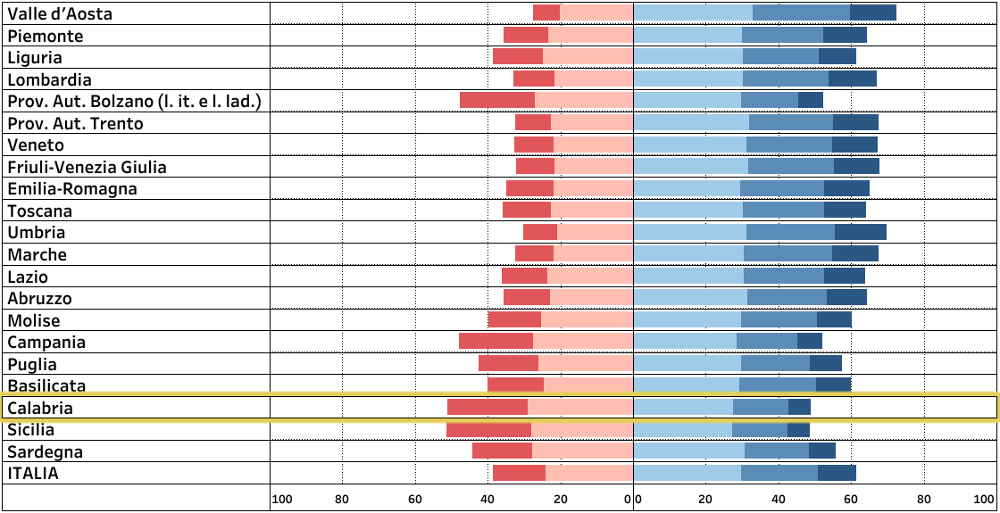 Valle d’Aosta
Piemonte
Liguria
Lombardia
Prov. Aut. Bolzano (l. it. e l. lad.)
Prov. Aut. Trento
Veneto
Friuli-Venezia Giulia
Emilia-Romagna
Toscana
Umbria
Marche
Lazio
Abruzzo
Molise
Campania
Puglia
Basilicata
Calabria
Sicilia
Sardegna
ITALIA
100 80 60 40 20 0 0 20 40 60 80 100